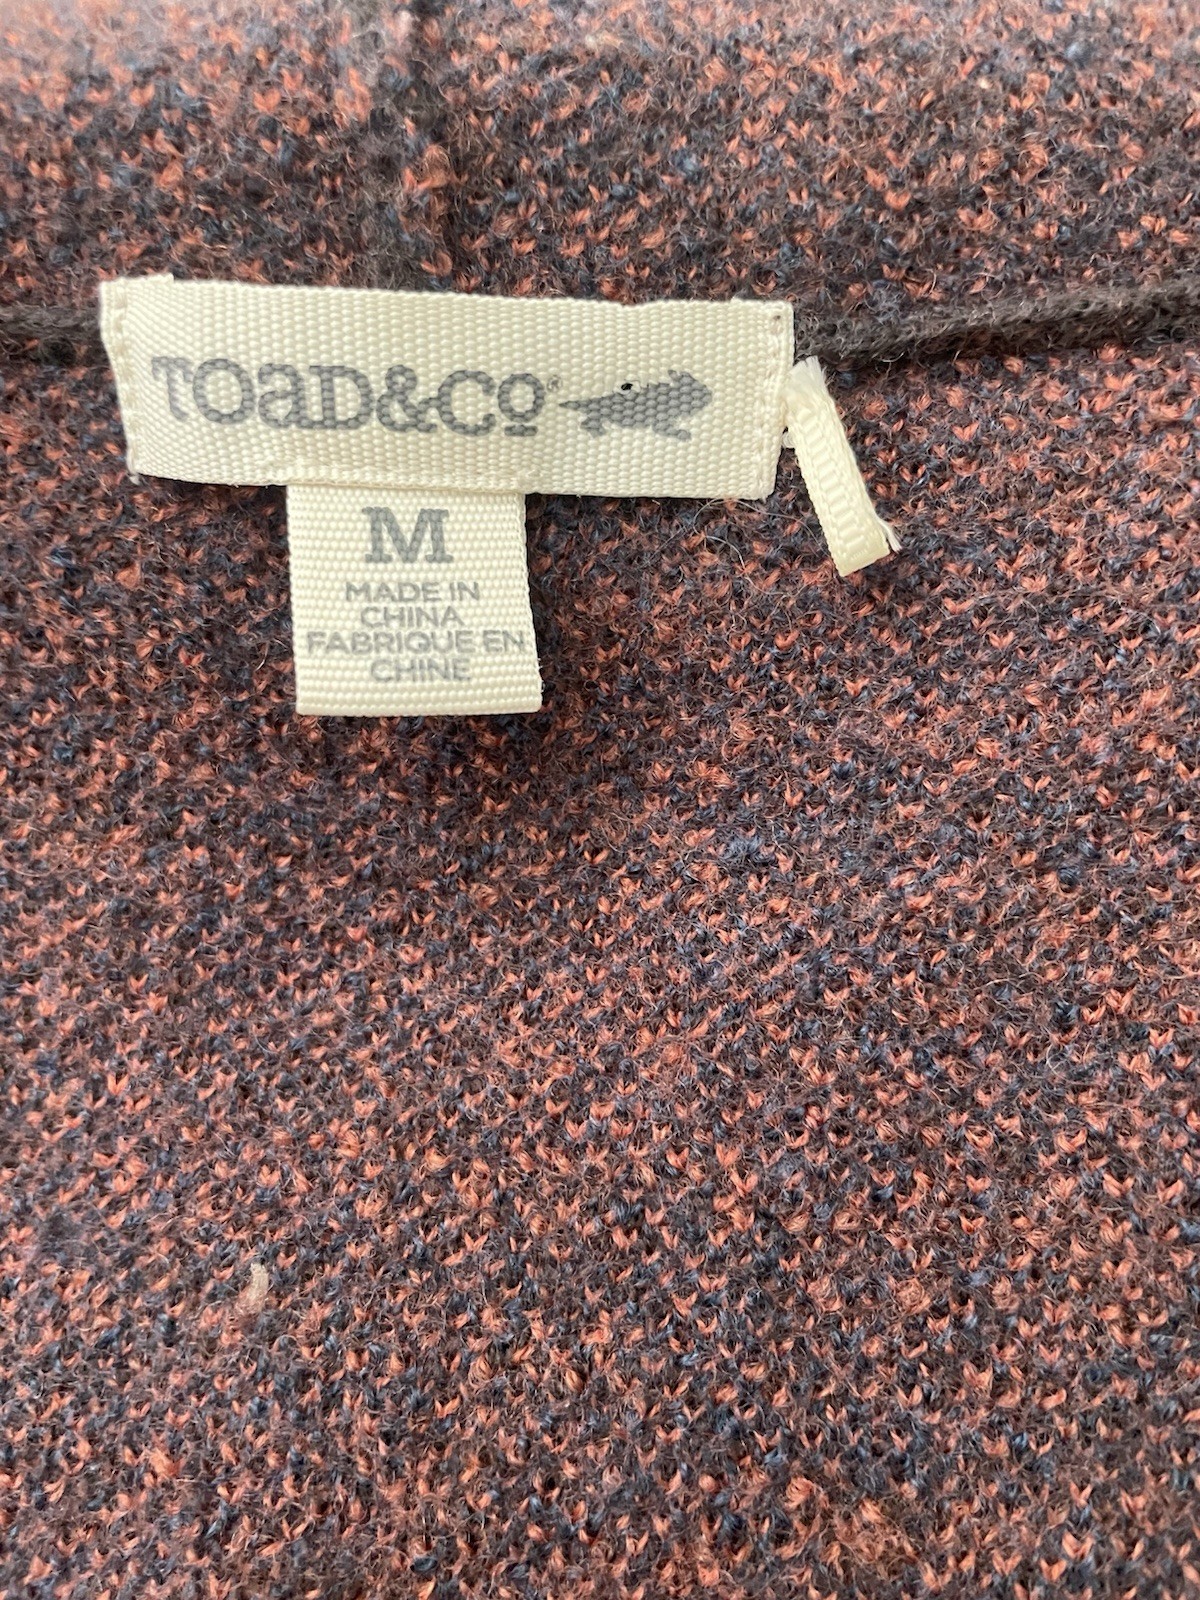 TOAD&CO®
M
MADE IN
CHINA
FABRIQUE EN
CHINE